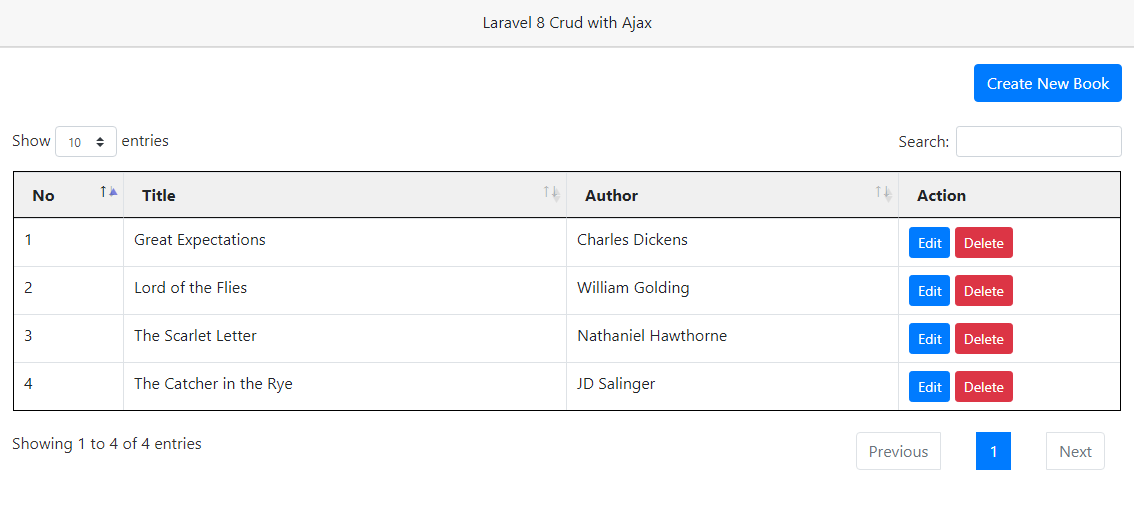 Laravel 8 Crud with Ajax
Create New Book
Show 10 entries Search:
No Title Author Action
1 Great Expectations Charles Dickens Edit Delete
2 Lord of the Flies William Golding Edit Delete
3 The Scarlet Letter Nathaniel Hawthorne Edit Delete
4 The Catcher in the Rye JD Salinger Edit Delete
Showing 1 to 4 of 4 entries Previous 1 Next